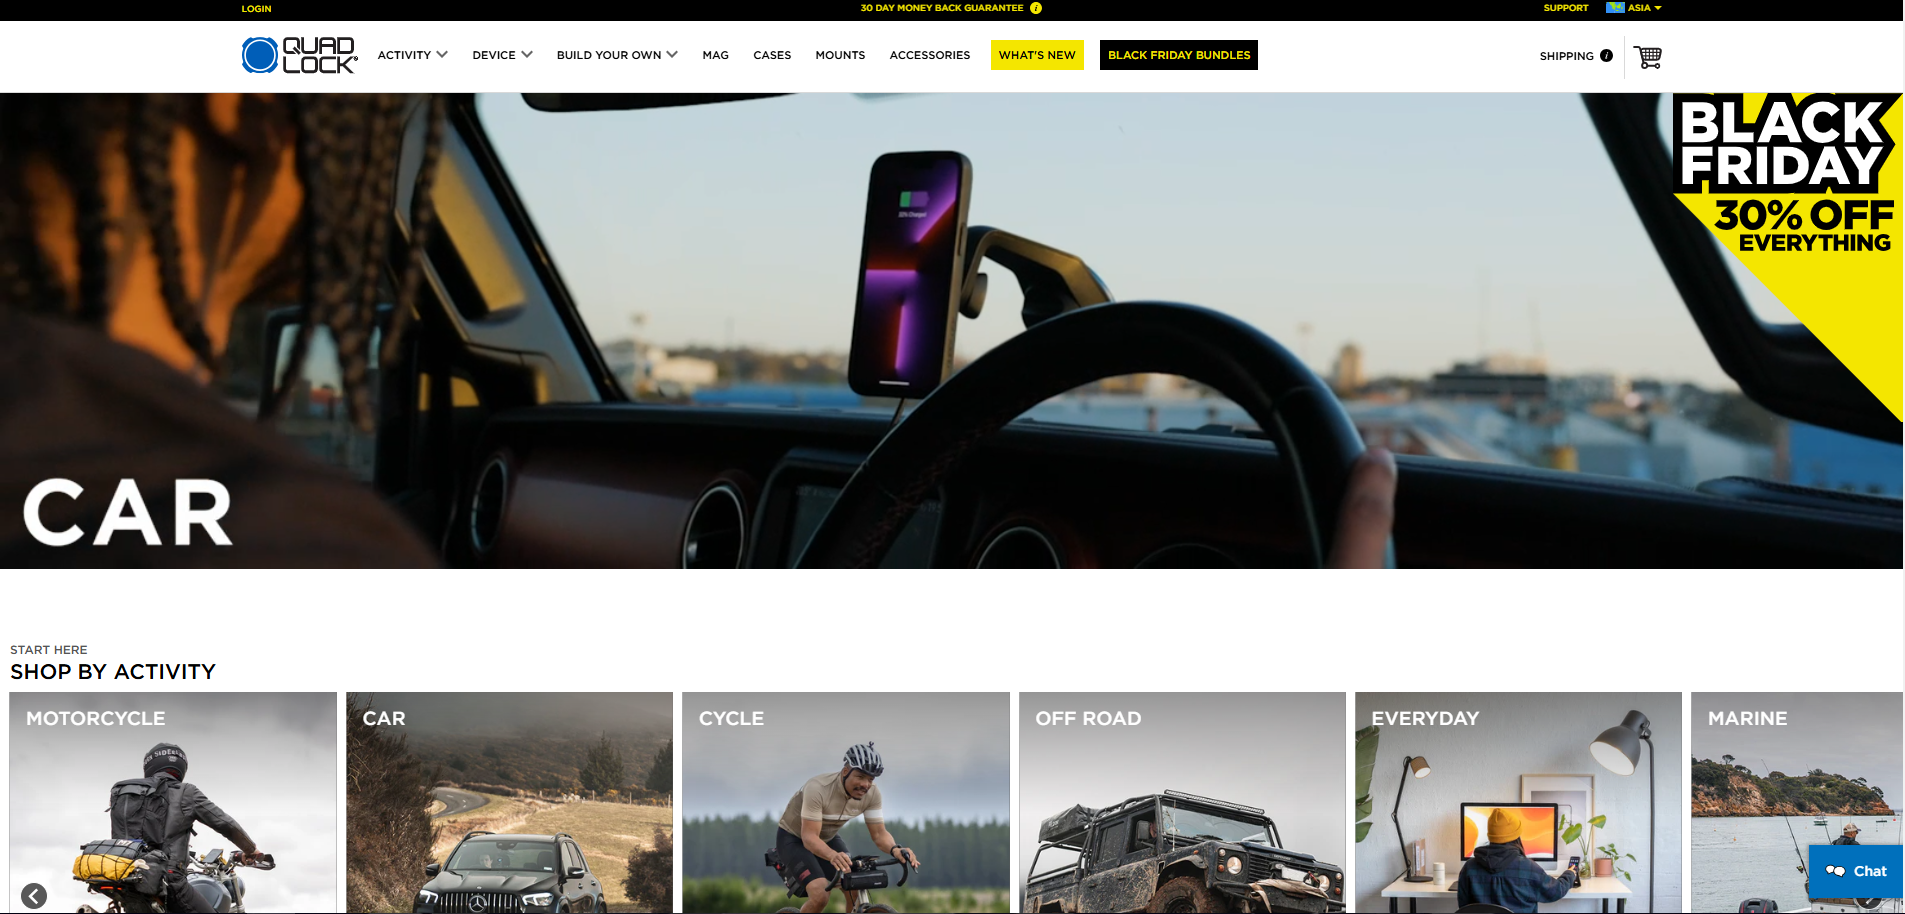 LOGIN
30 DAY MONEY BACK GUARANTEE i
SUPPORT
ASIA
QUAD LOCK
ACTIVITY
DEVICE
BUILD YOUR OWN
MAG
CASES
MOUNTS
ACCESSORIES
WHAT'S NEW
BLACK FRIDAY BUNDLES
SHIPPING i
BLACK
FRIDAY
30% OFF
EVERYTHING
CAR
START HERE
SHOP BY ACTIVITY
MOTORCYCLE
CAR
CYCLE
OFF ROAD
EVERYDAY
MARINE
Chat